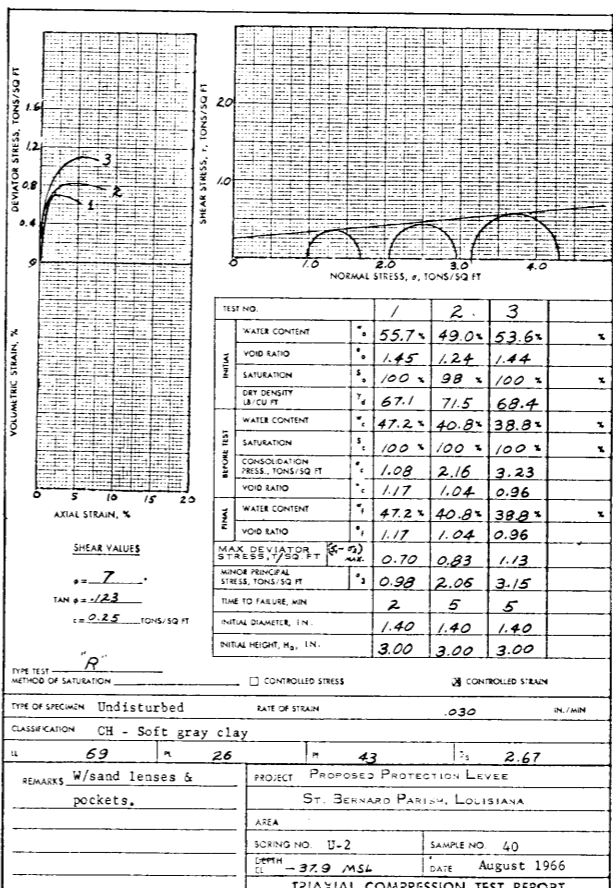 DEVIATOR STRESS, TONS/SQ FT
1.6
1.2
0.8
0.4
0
3
2
1
VOLUMETRIC STRAIN, %
0 5 10 15 20
AXIAL STRAIN, %
SHEAR STRESS, τ, TONS/SQ FT
2.0
1.0
0 1.0 2.0 3.0 4.0
NORMAL STRESS, σ, TONS/SQ FT
TEST NO. 1 2. 3
INITIAL
WATER CONTENT 55.7 % 49.0 % 53.6 % %
VOID RATIO 1.45 1.24 1.44
SATURATION 100 % 98 % 100 % %
DRY DENSITY LB/CU FT 67.1 71.5 68.4
BEFORE TEST
WATER CONTENT 47.2 % 40.8 % 38.8 % %
SATURATION 100 % 100 % 100 % %
CONSOLIDATION PRESS., TONS/SQ FT 1.08 2.16 3.23
VOID RATIO 1.17 1.04 0.96
FINAL
WATER CONTENT 47.2 % 40.8 % 38.8 % %
VOID RATIO 1.17 1.04 0.96
MAX DEVIATOR STRESS, T/SQ.FT MAX. 0.70 0.83 1.13
MINOR PRINCIPAL STRESS, TONS/SQ FT σ3 0.98 2.06 3.15
TIME TO FAILURE, MIN 2 5 5
INITIAL DIAMETER, IN. 1.40 1.40 1.40
INITIAL HEIGHT, H₀, IN. 3.00 3.00 3.00
SHEAR VALUES
φ = 7 °
TAN φ = .123
c = 0.25 TONS/SQ FT
TYPE TEST "R"
METHOD OF SATURATION
CONTROLLED STRESS
CONTROLLED STRAIN
TYPE OF SPECIMEN Undisturbed RATE OF STRAIN .030 IN./MIN
CLASSIFICATION CH - Soft gray clay
LL 69 PL 26 PI 43 Gs 2.67
REMARKS W/sand lenses &
pockets.
PROJECT PROPOSED PROTECTION LEVEE
ST. BERNARD PARISH, LOUISIANA
AREA
BORING NO. U-2 SAMPLE NO. 40
DEPTH EL -37.9 MSL DATE August 1966
TRIAXIAL COMPRESSION TEST REPORT